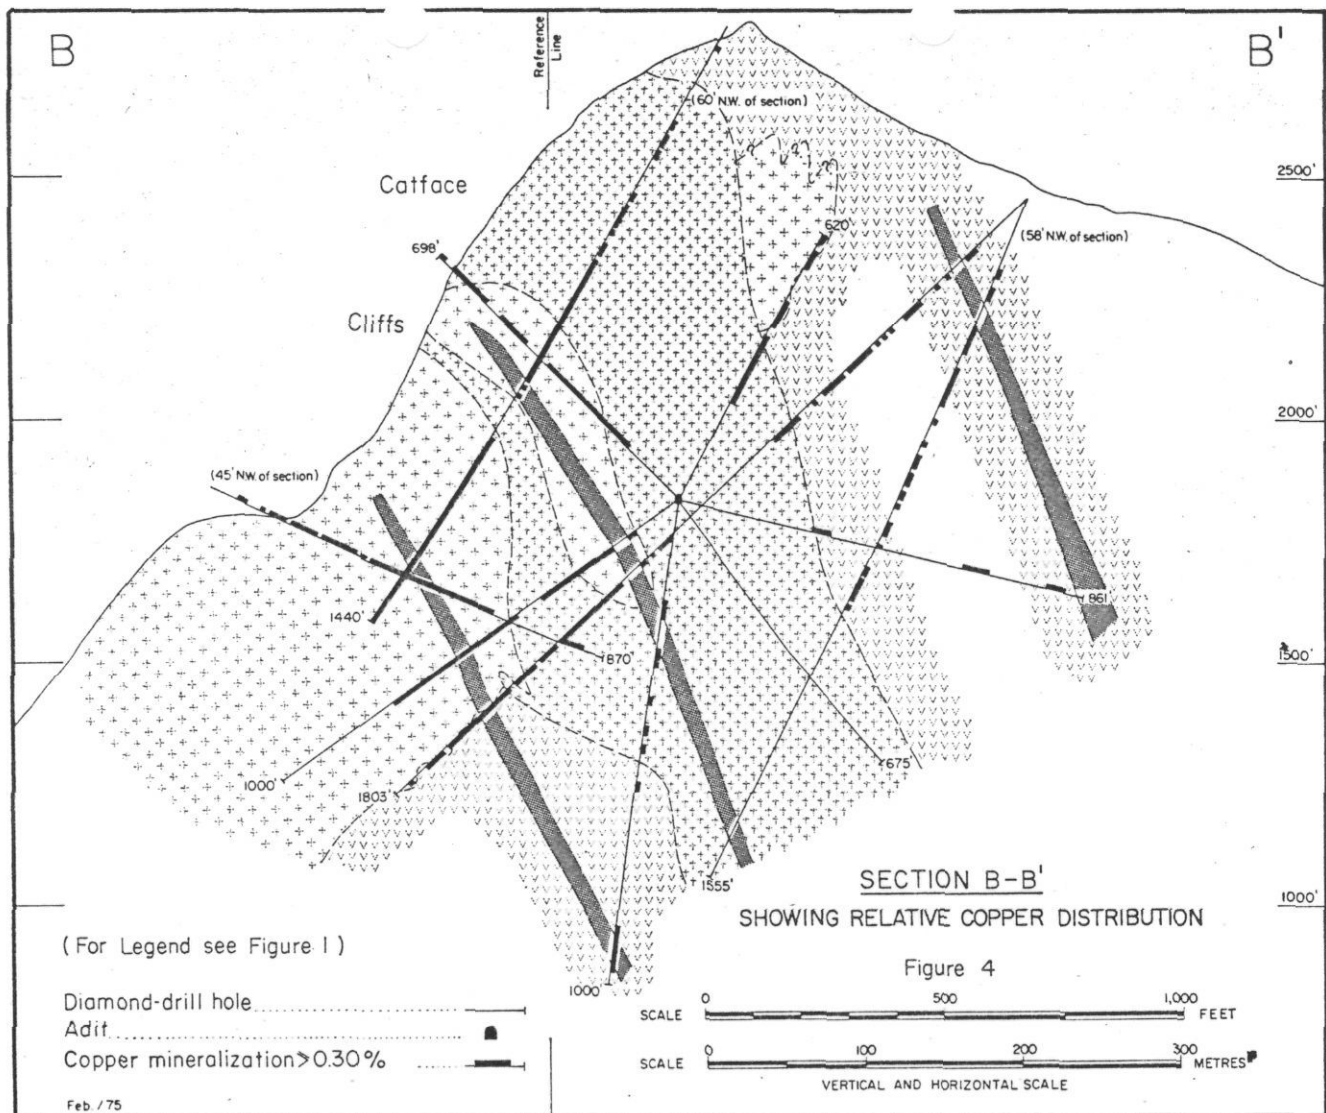 B
Reference
Line
B'
(60' N.W. of section)
2500'
Catface
620'
(58' N.W. of section)
698'
Cliffs
2000'
(45' N.W. of section)
861
1440'
870'
1500'
675'
1000'
1803'
1555'
SECTION B-B'
1000'
SHOWING RELATIVE COPPER DISTRIBUTION
(For Legend see Figure 1)
Figure 4
1000'
Diamond-drill hole
SCALE 0 500 1,000 FEET
Adit
Copper mineralization ⩾ 0.30 %
SCALE 0 100 200 300 METRES
VERTICAL AND HORIZONTAL SCALE
Feb. / 75